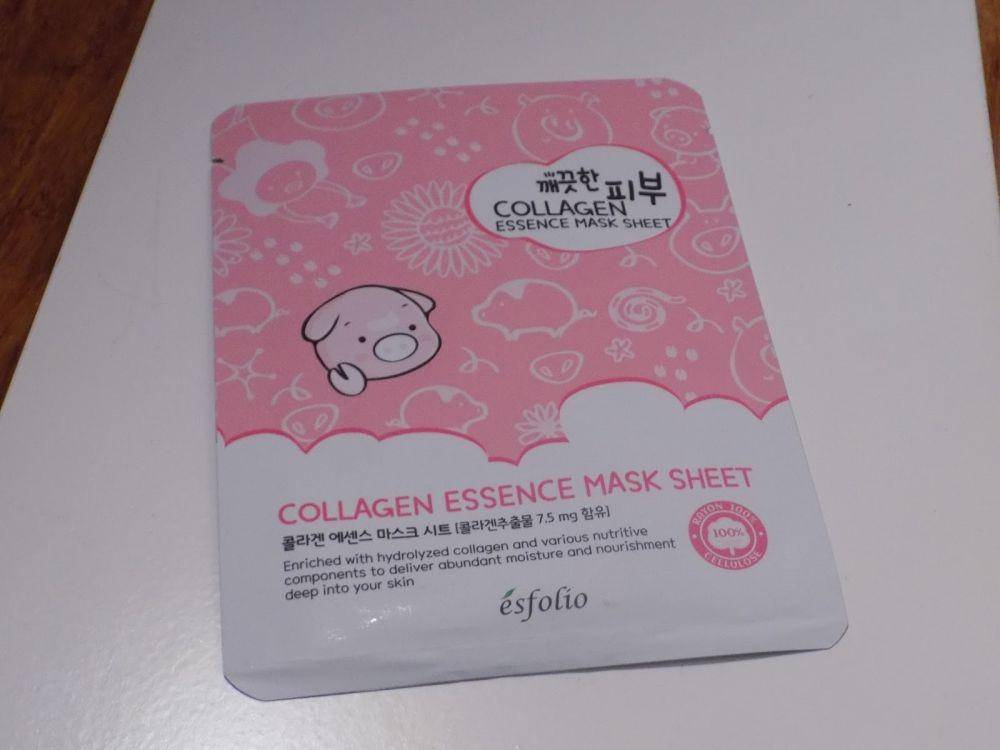 깨끗한 피부
COLLAGEN
ESSENCE MASK SHEET
COLLAGEN ESSENCE MASK SHEET
콜라겐 에센스 마스크 시트 [콜라겐추출물 7.5 mg 함유]
Enriched with hydrolyzed collagen and various nutritive
components to deliver abundant moisture and nourishment
deep into your skin
RAYON 100%
100%
CELLULOSE
ésfolio